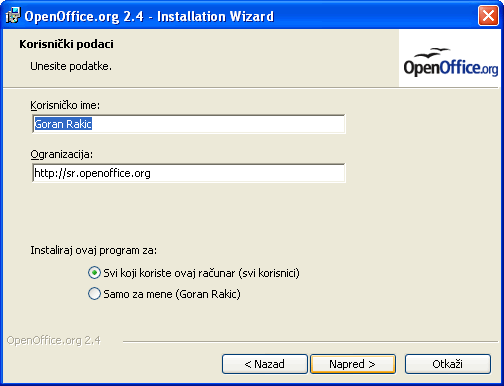 OpenOffice.org 2.4 - Installation Wizard
Korisnički podaci
Unesite podatke.
OpenOffice.org
Korisničko ime:
Goran Rakic
Ogranizacija:
http://sr.openoffice.org
Instaliraj ovaj program za:
Svi koji koriste ovaj računar (svi korisnici)
Samo za mene (Goran Rakic)
OpenOffice.org 2.4
< Nazad
Napred >
Otkaži